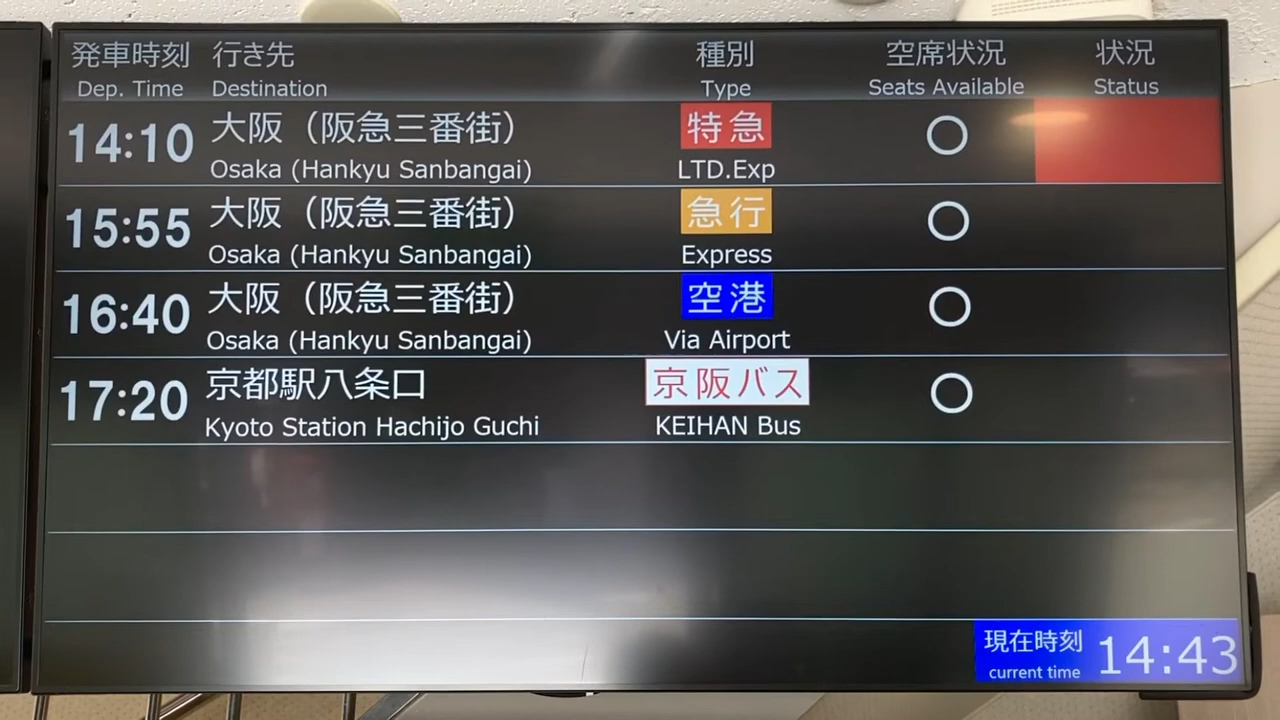 発車時刻 行き先 種別 空席状況 状況
Dep. Time Destination Type Seats Available Status
14:10 大阪（阪急三番街） 特急 ○
Osaka (Hankyu Sanbangai) LTD.Exp
15:55 大阪（阪急三番街） 急行 ○
Osaka (Hankyu Sanbangai) Express
16:40 大阪（阪急三番街） 空港 ○
Osaka (Hankyu Sanbangai) Via Airport
17:20 京都駅八条口 京阪バス ○
Kyoto Station Hachijo Guchi KEIHAN Bus
現在時刻 14:43
current time